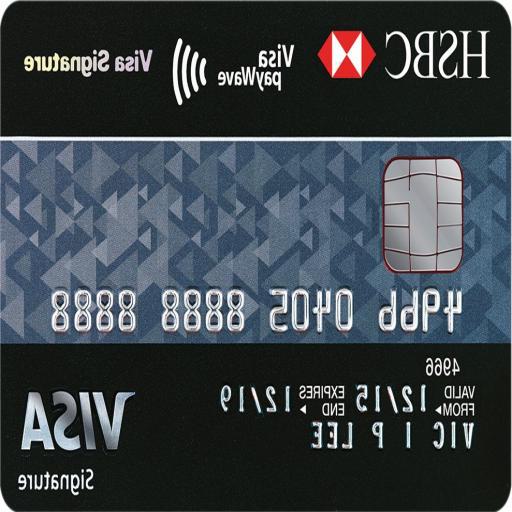 HSBC Visa payWave Visa Signature
4966 0405 8888 8888
4966
VALID FROM 12/15 EXPIRES END 12/19
VIC I P LEE
VISA
Signature